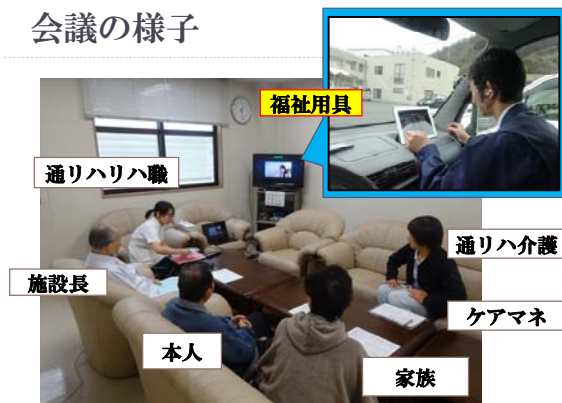 会議の様子
福祉用具
通リハリハ職
通リハ介護
施設長
ケアマネ
本人
家族